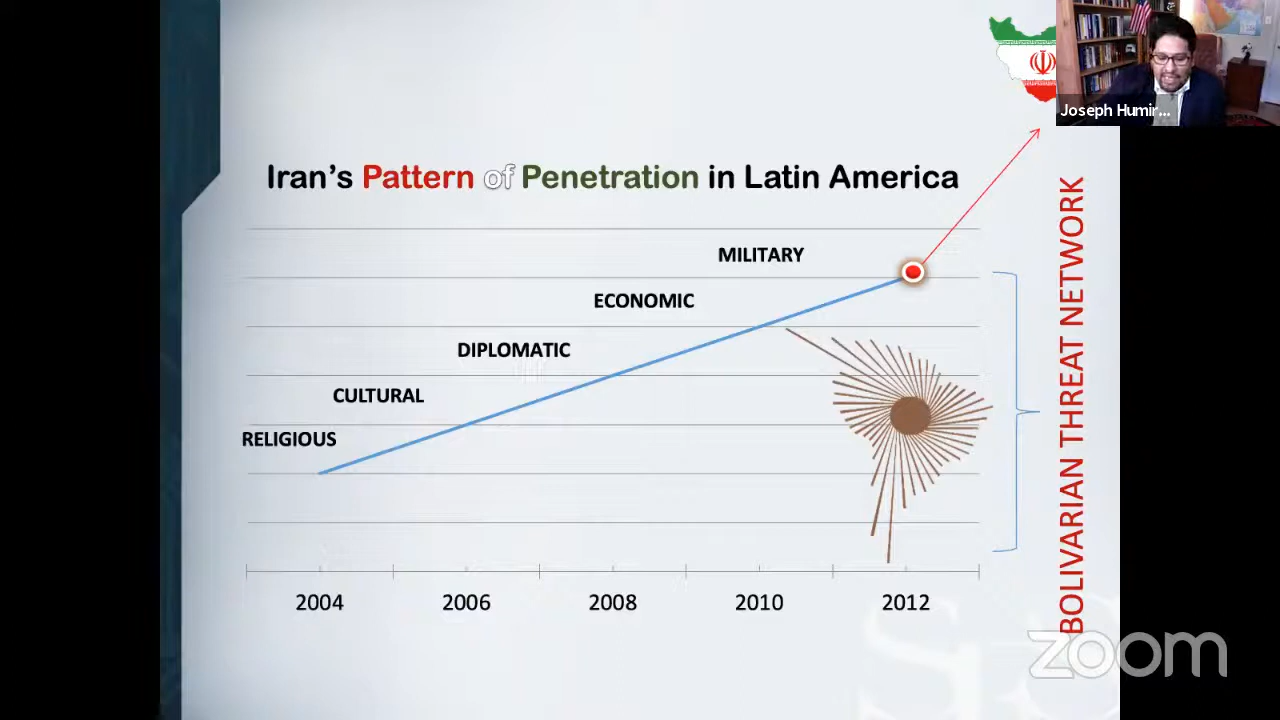 Joseph Humir...
Iran's Pattern of Penetration in Latin America
MILITARY
ECONOMIC
DIPLOMATIC
CULTURAL
RELIGIOUS
2004 2006 2008 2010 2012
BOLIVARIAN THREAT NETWORK
zoom